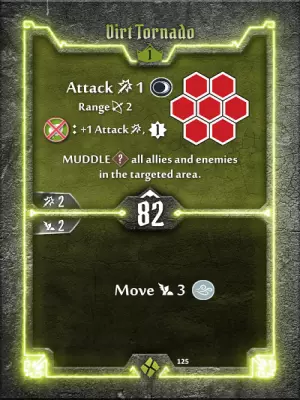 Dirt Tornado
1
Attack 1
Range 2
: +1 Attack , 1
MUDDLE ? all allies and enemies
in the targeted area.
2
82
2
Move 3
125